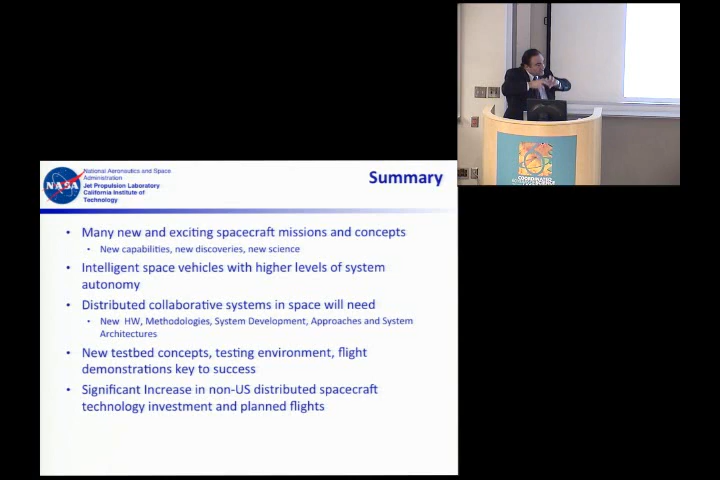 National Aeronautics and Space
Administration
Jet Propulsion Laboratory
California Institute of
Technology
NASA
Summary
• Many new and exciting spacecraft missions and concepts
• New capabilities, new discoveries, new science
• Intelligent space vehicles with higher levels of system
autonomy
• Distributed collaborative systems in space will need
• New HW, Methodologies, System Development, Approaches and System
Architectures
• New testbed concepts, testing environment, flight
demonstrations key to success
• Significant Increase in non-US distributed spacecraft
technology investment and planned flights
COORDINATED
SCIENCE